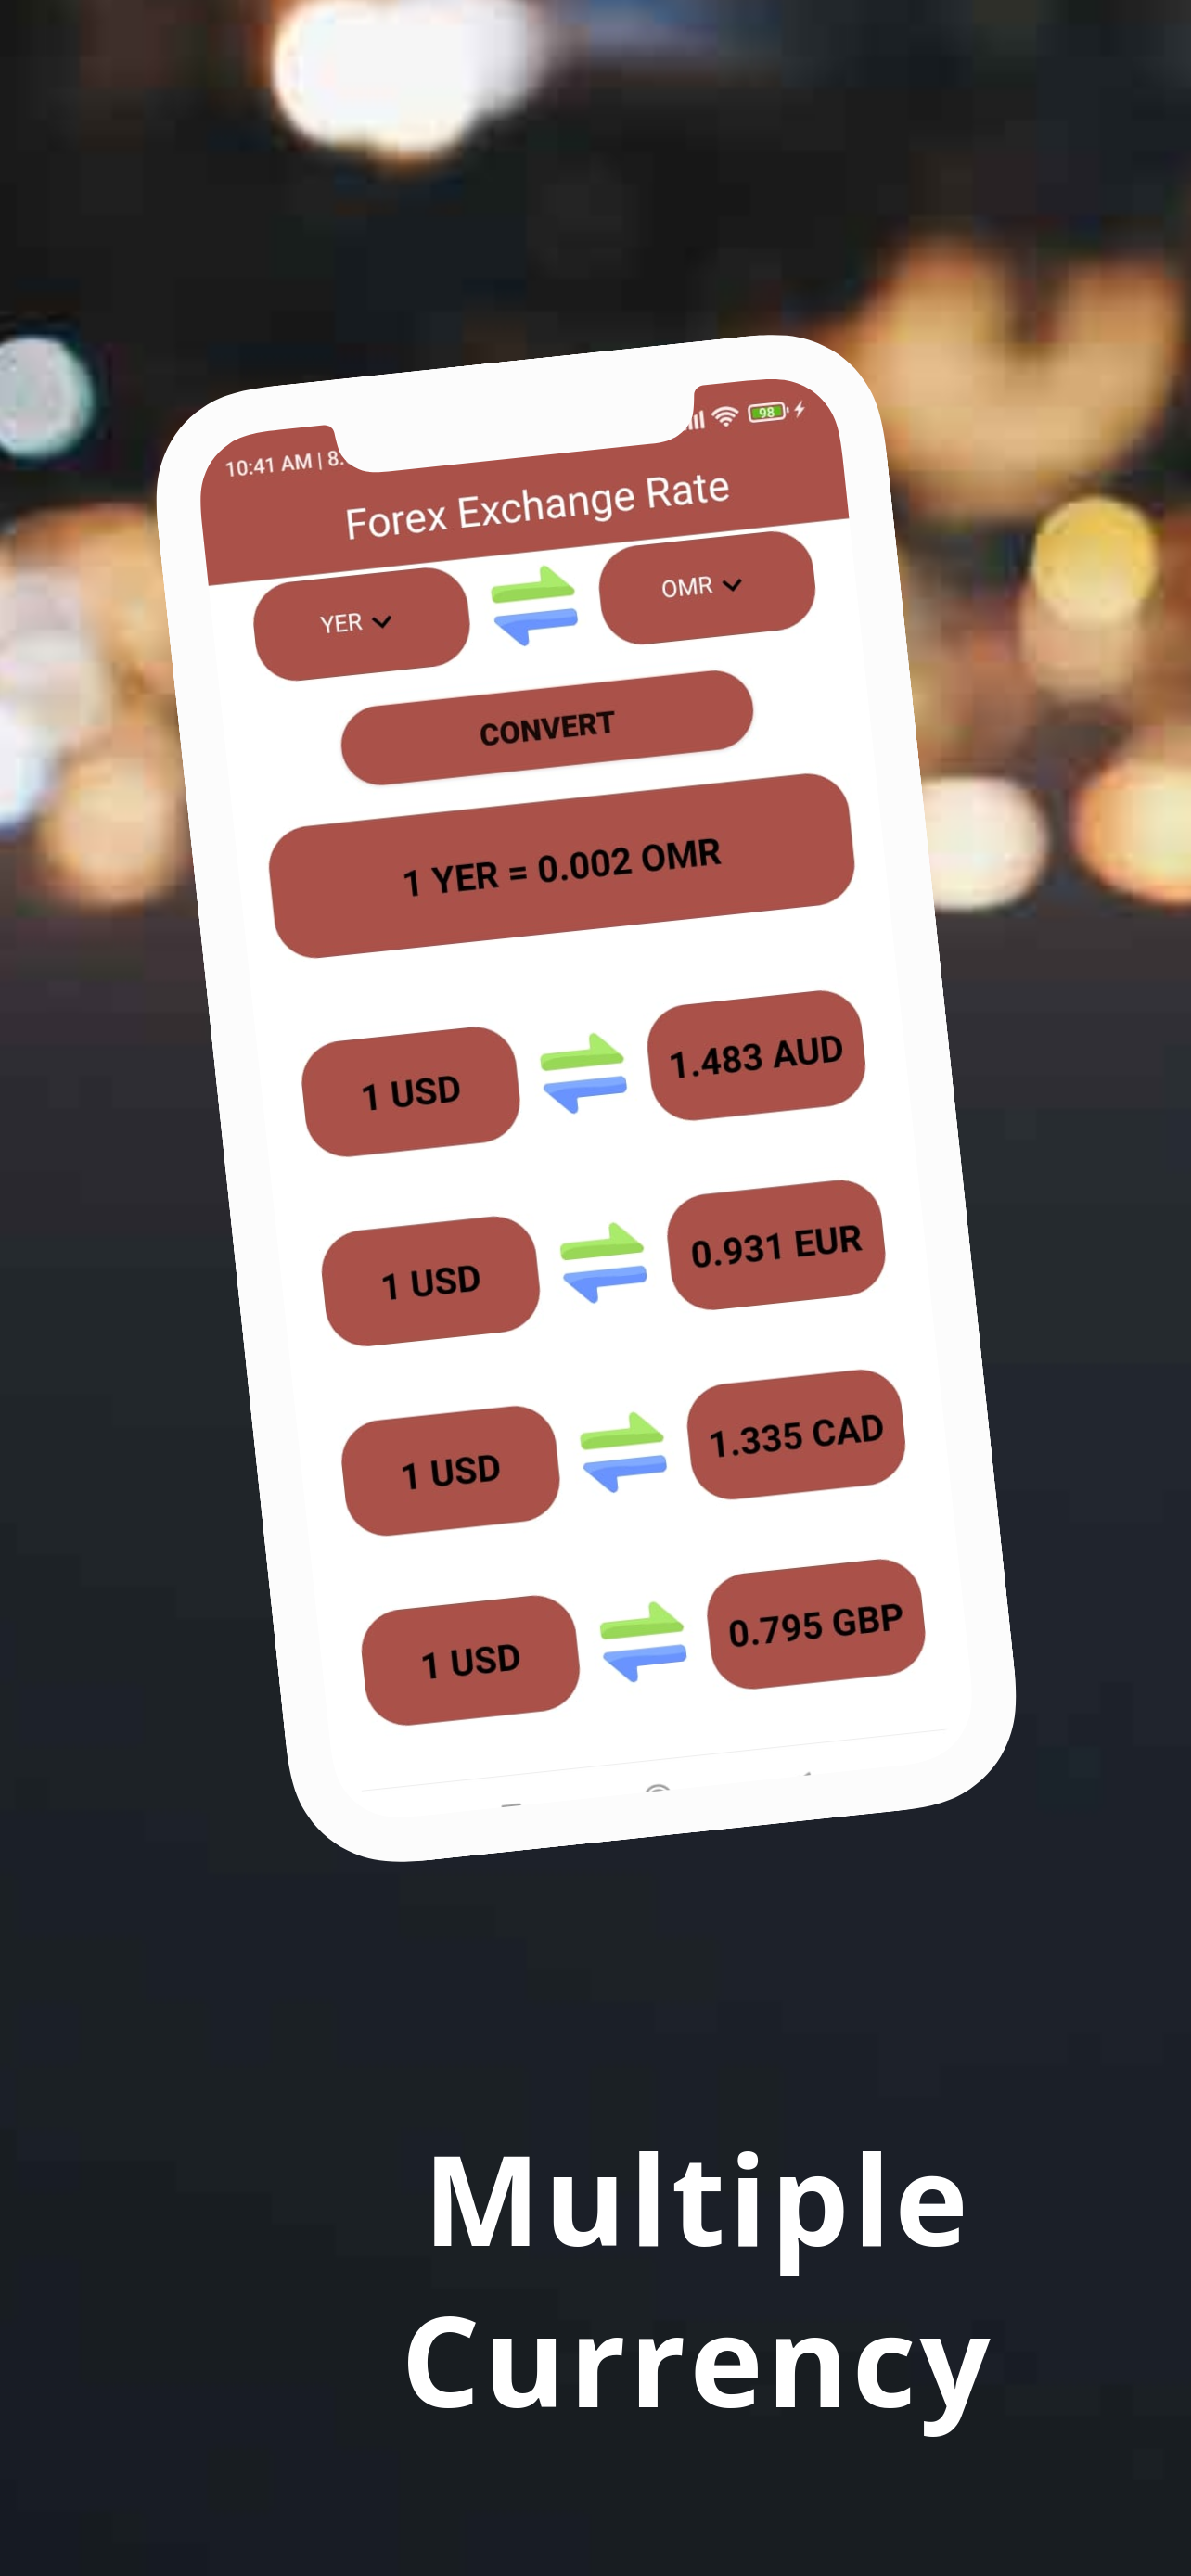 10:41 AM | 8.
98
Forex Exchange Rate
YER
OMR
CONVERT
1 YER = 0.002 OMR
1 USD
1.483 AUD
1 USD
0.931 EUR
1 USD
1.335 CAD
1 USD
0.795 GBP
Multiple
Currency